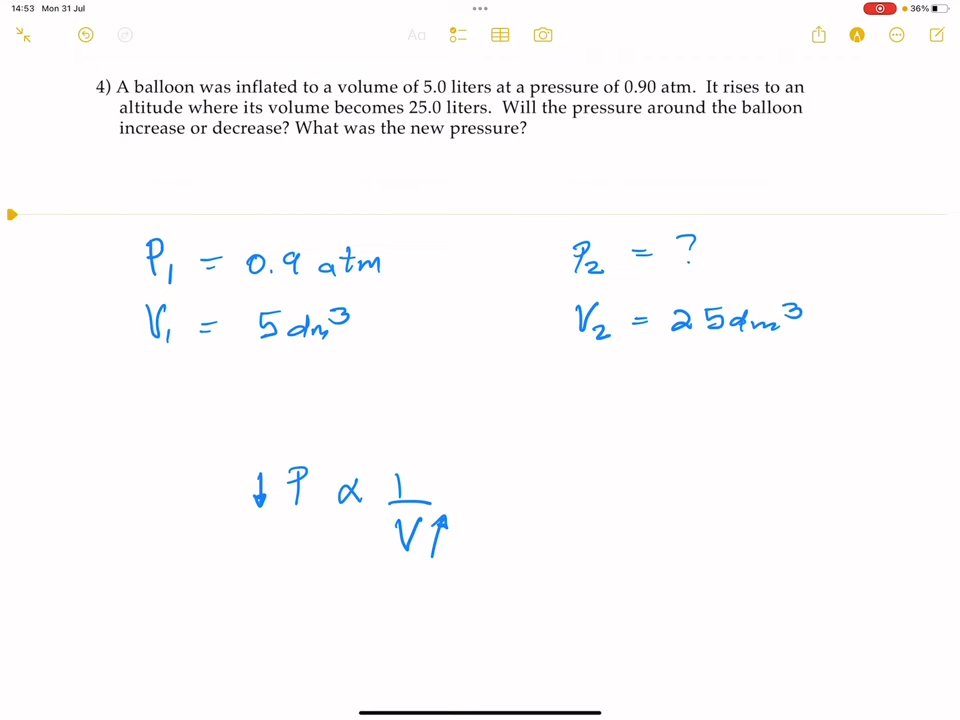 14:53 Mon 31 Jul
36%
Aa
4) A balloon was inflated to a volume of 5.0 liters at a pressure of 0.90 atm. It rises to an
altitude where its volume becomes 25.0 liters. Will the pressure around the balloon
increase or decrease? What was the new pressure?
P₁ = 0.9 atm
P₂ = ?
V₁ = 5 dm³
V₂ = 25 dm³
↓ P ∝ 1/V↑